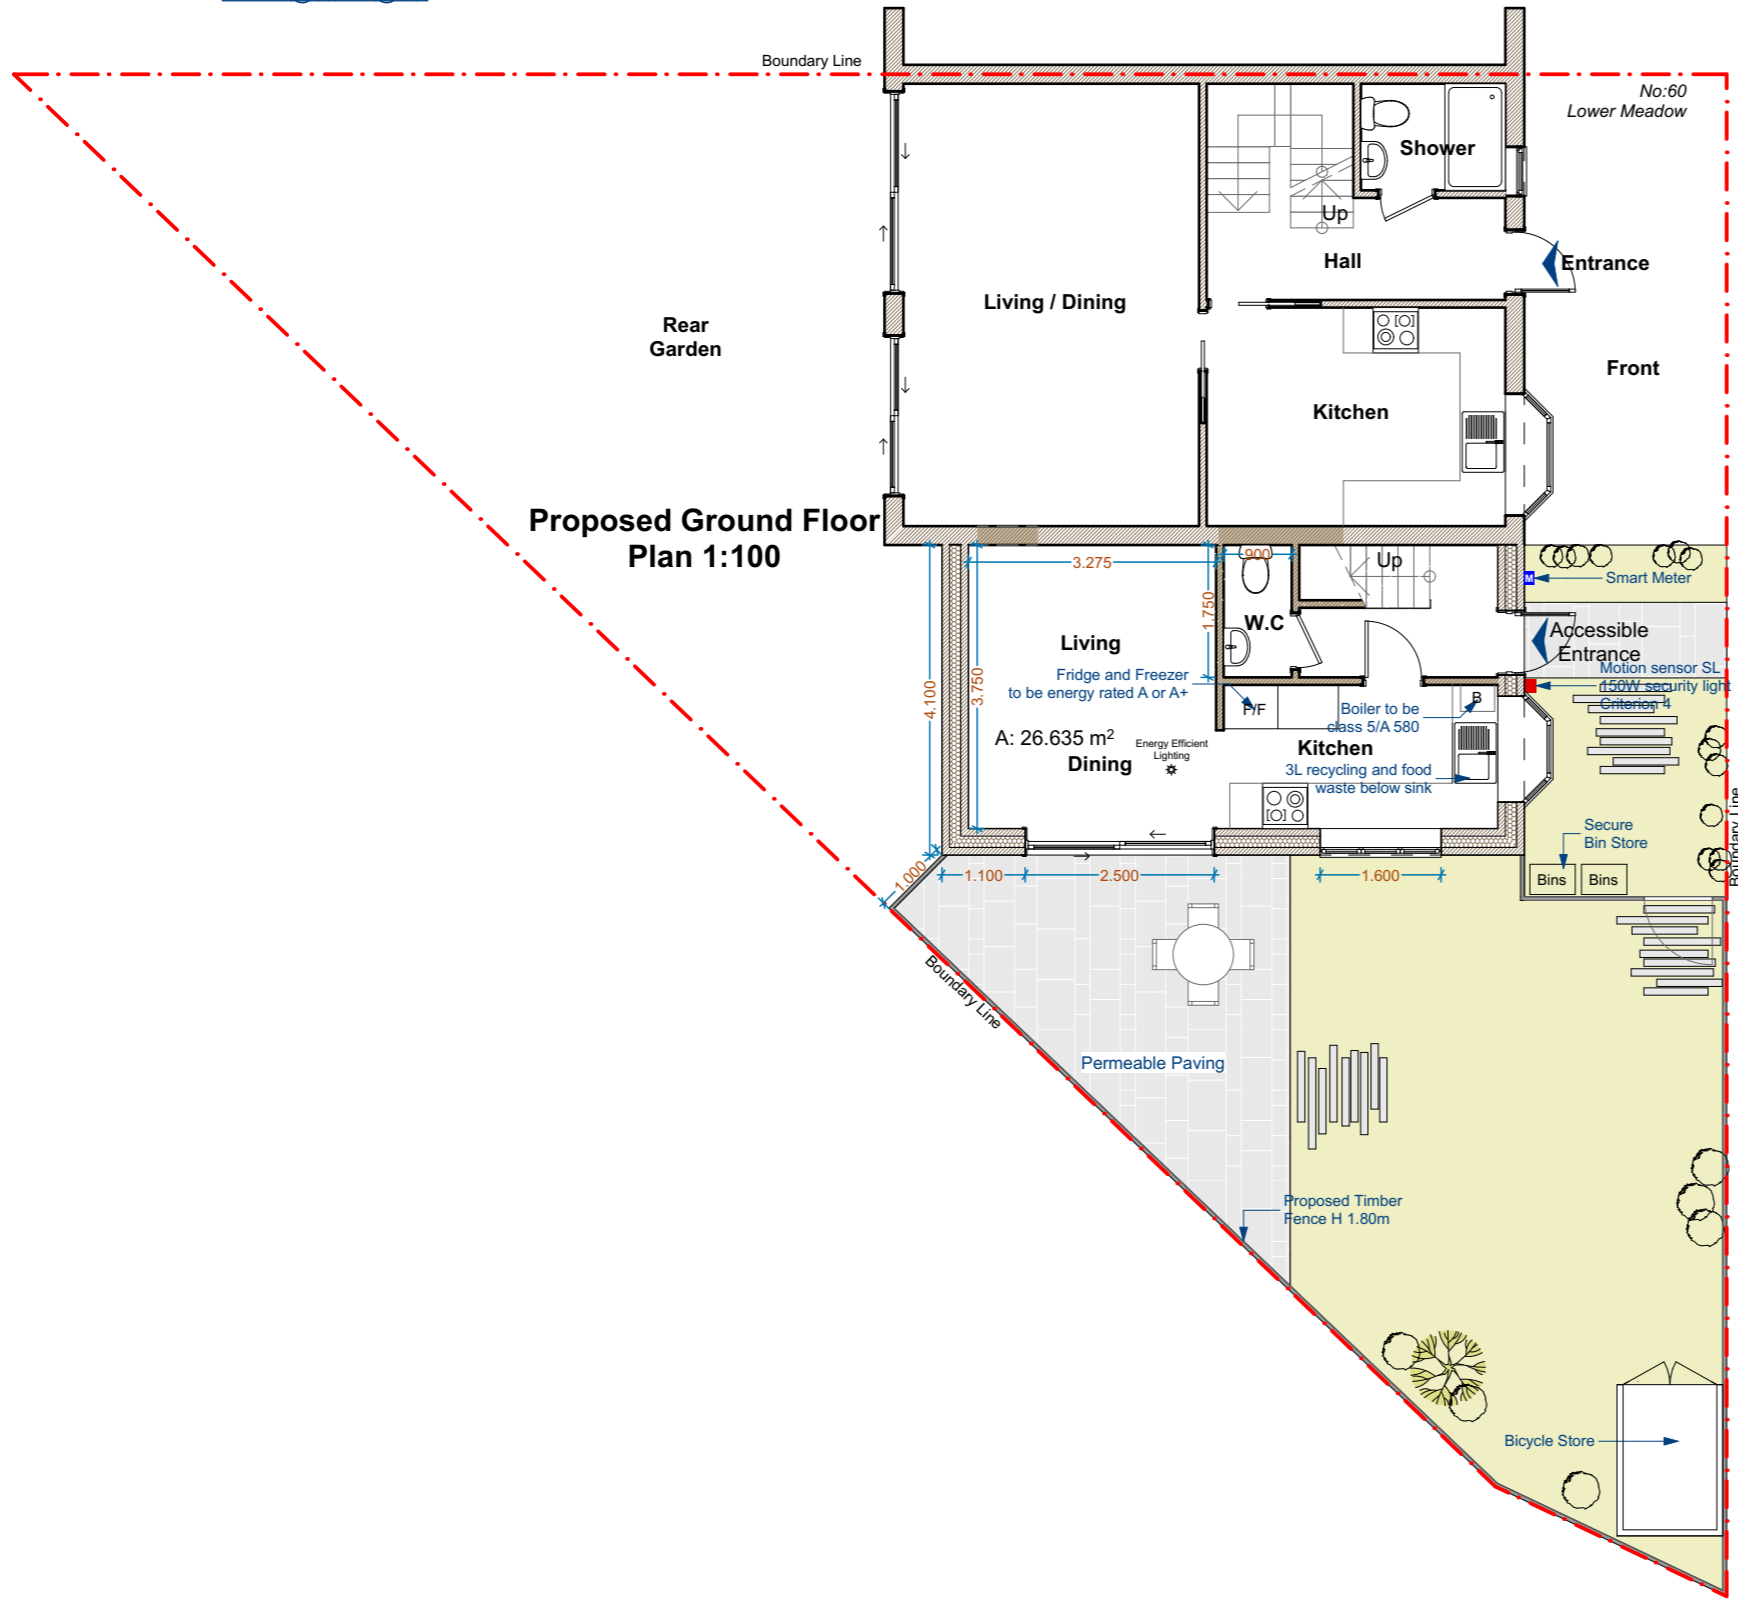 Boundary Line
No:60
Lower Meadow
Shower
Up
Hall
Entrance
Living / Dining
Rear
Garden
Front
Kitchen
Proposed Ground Floor
Plan 1:100
3.275
900
Up
Smart Meter
M
1.750
W.C
Accessible
Entrance
Living
Fridge and Freezer
to be energy rated A or A+
Motion sensor SL
150W security light
Criterion 4
4.100
3.750
F/F
B
Boiler to be
class 5/A 580
A: 26.635 m²
Energy Efficient
Lighting
Dining
Kitchen
3L recycling and food
waste below sink
Boundary Line
Secure
Bin Store
Bins
Bins
1.000
1.100
2.500
1.600
Boundary Line
Permeable Paving
Proposed Timber
Fence H 1.80m
Bicycle Store